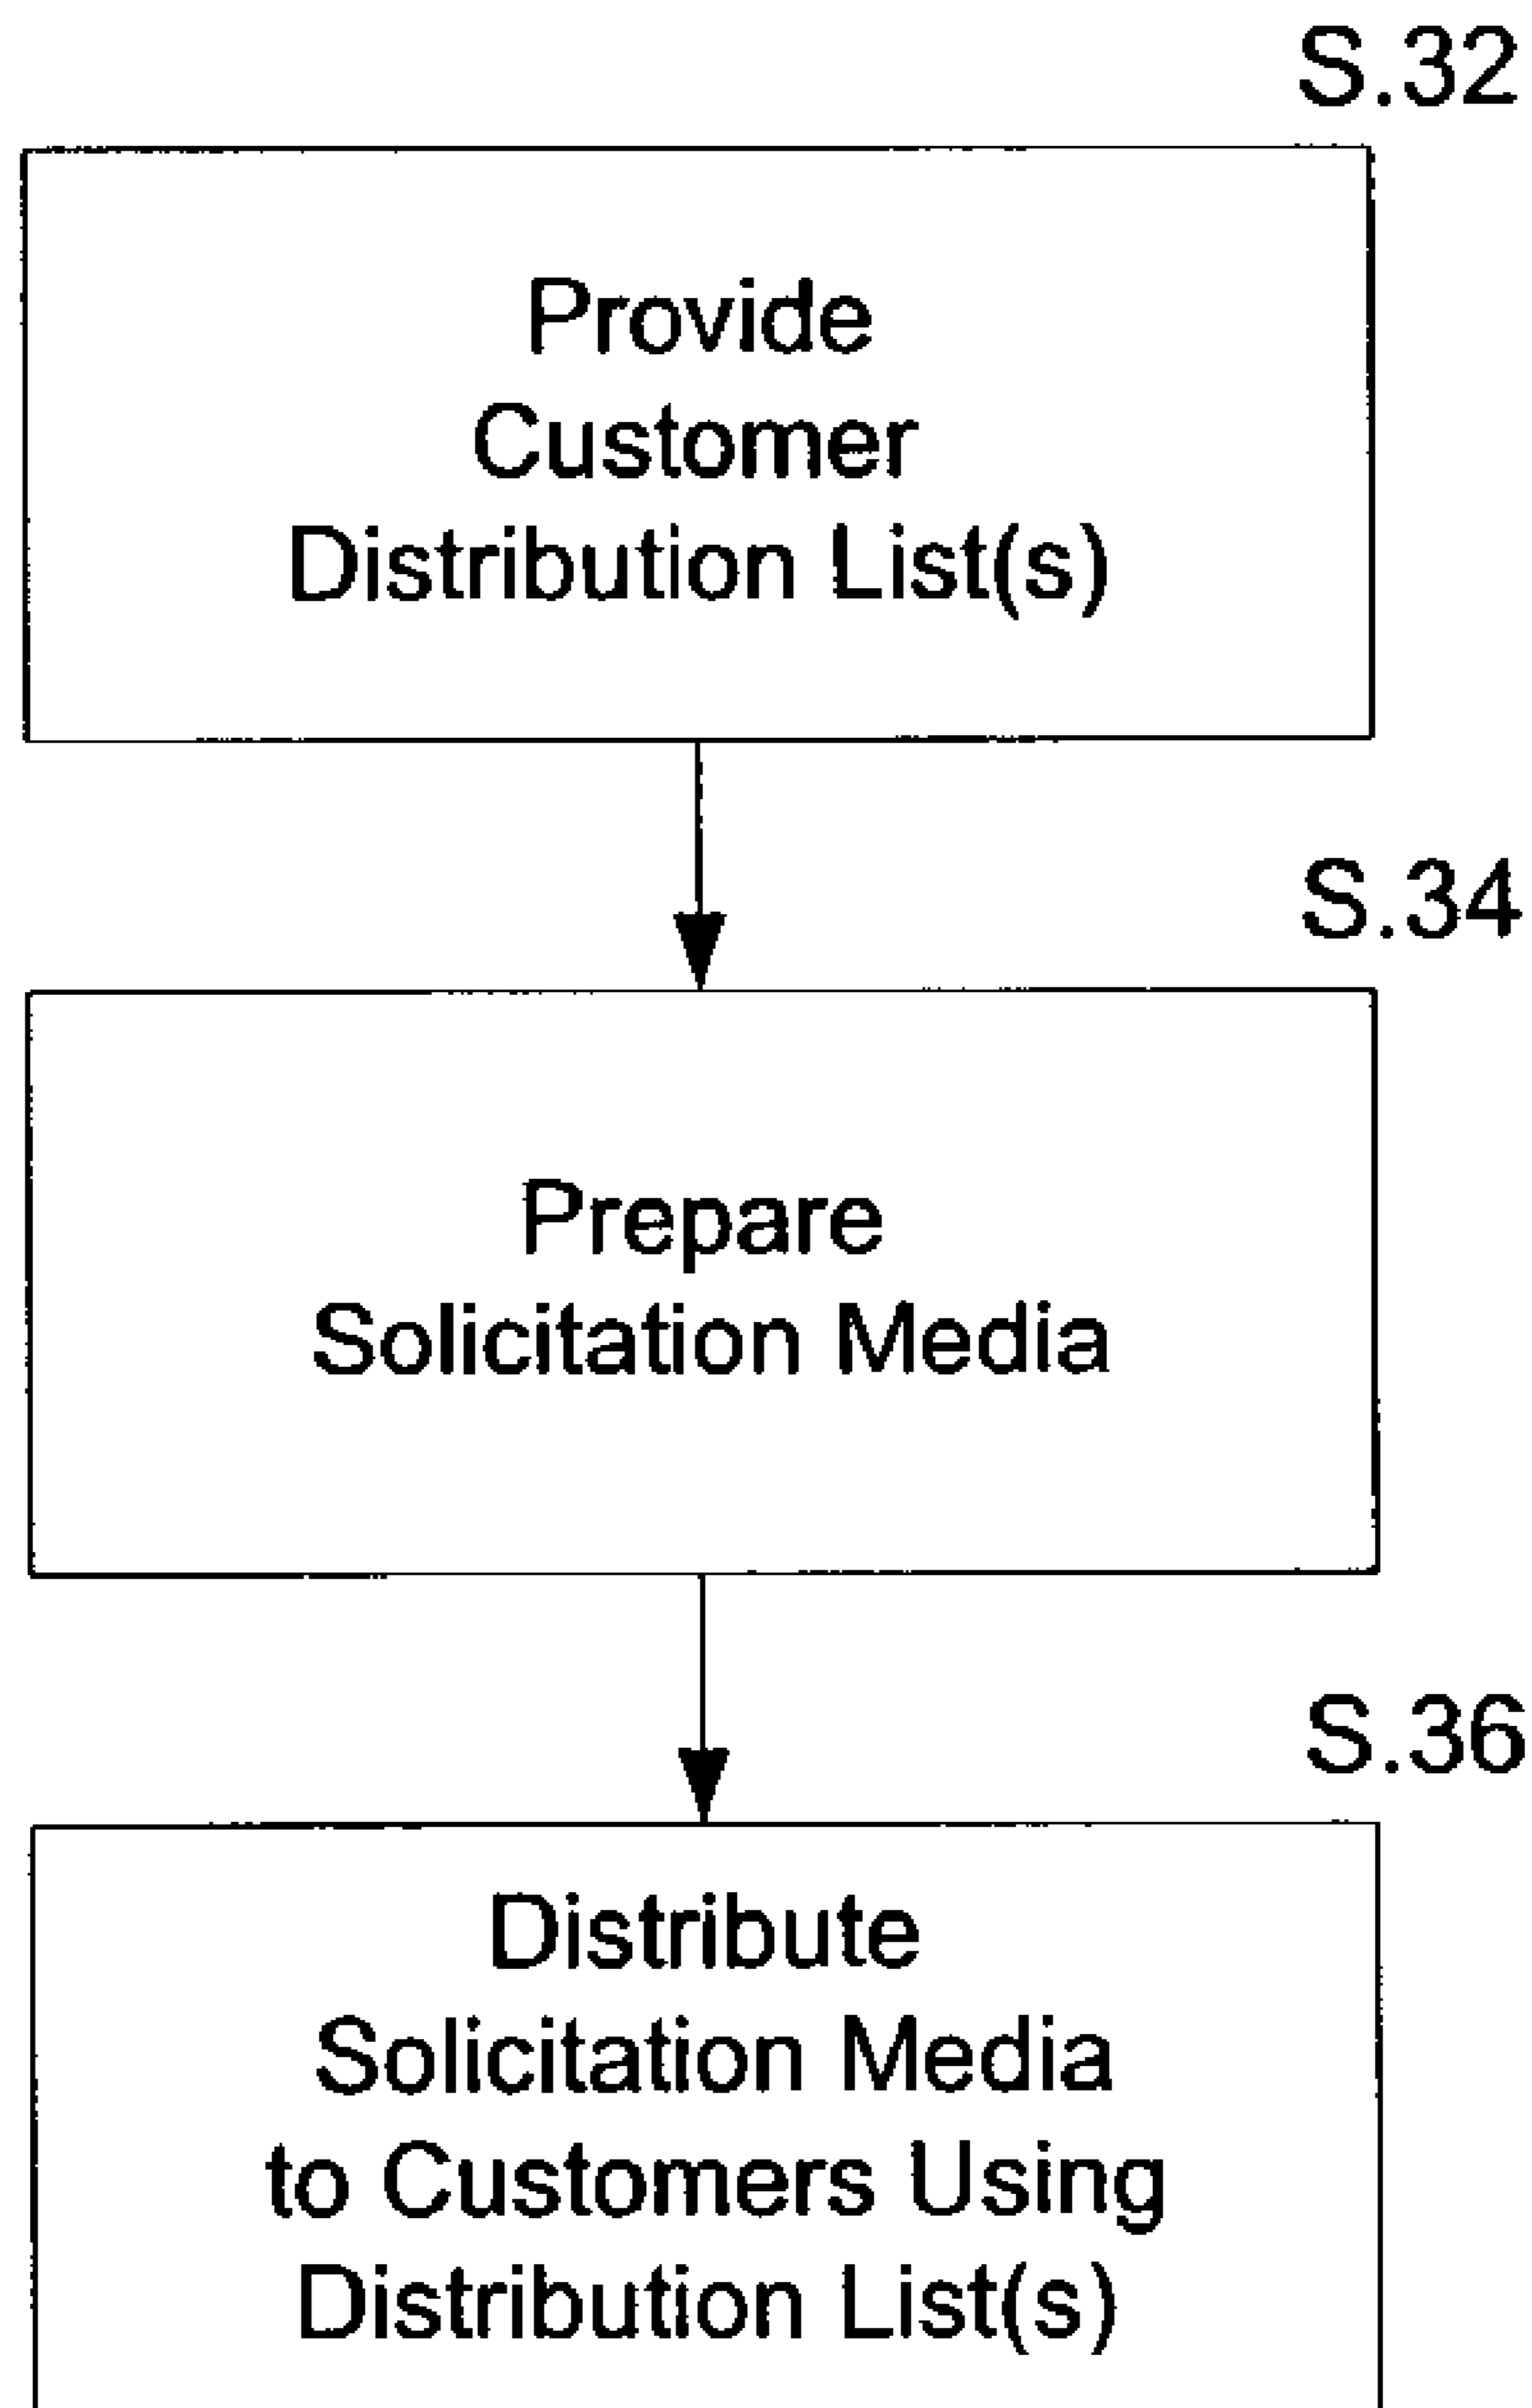 S.32
Provide
Customer
Distribution List(s)
S.34
Prepare
Solicitation Media
S.36
Distribute
Solicitation Media
to Customers Using
Distribution List(s)